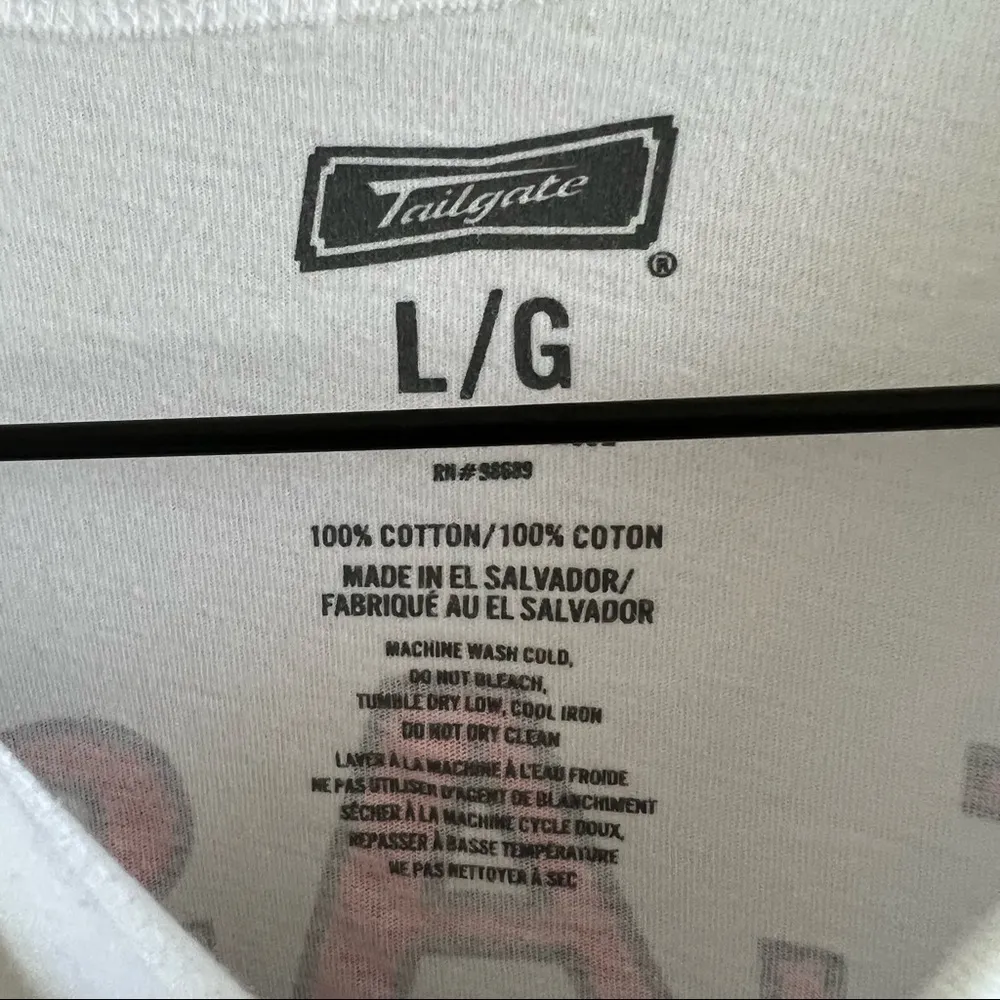 Tailgate
®
L/G
RN# 98689
100% COTTON/100% COTON
MADE IN EL SALVADOR/
FABRIQUÉ AU EL SALVADOR
MACHINE WASH COLD,
DO NOT BLEACH,
TUMBLE DRY LOW, COOL IRON
DO NOT DRY CLEAN
LAVER À LA MACHINE À L'EAU FROIDE
NE PAS UTILISER D'AGENT DE BLANCHIMENT
SÉCHER À LA MACHINE CYCLE DOUX,
REPASSER À BASSE TEMPÉRATURE
NE PAS NETTOYER À SEC